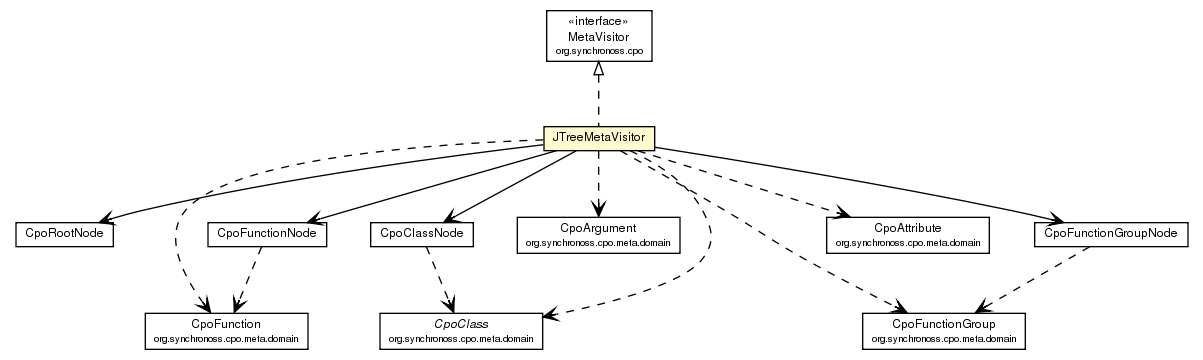 «interface»
MetaVisitor
org.synchronoss.cpo
JTreeMetaVisitor
CpoRootNode
CpoFunctionNode
CpoClassNode
CpoArgument
org.synchronoss.cpo.meta.domain
CpoAttribute
org.synchronoss.cpo.meta.domain
CpoFunctionGroupNode
CpoFunction
org.synchronoss.cpo.meta.domain
CpoClass
org.synchronoss.cpo.meta.domain
CpoFunctionGroup
org.synchronoss.cpo.meta.domain